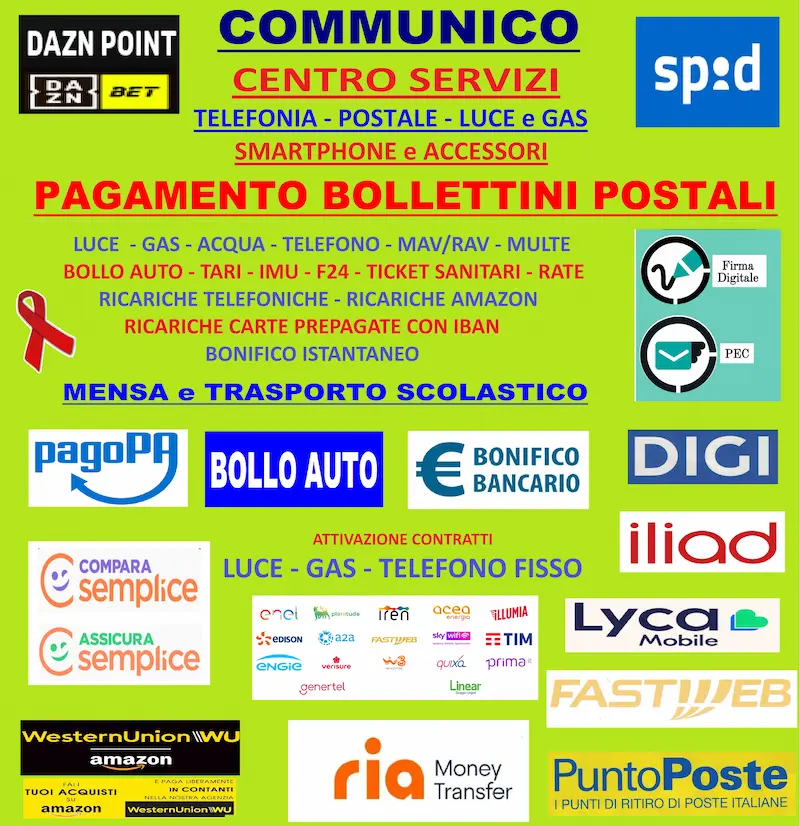 DAZN POINT
DA
ZN
BET
COMMUNICO
CENTRO SERVIZI
TELEFONIA - POSTALE - LUCE e GAS
SMARTPHONE e ACCESSORI
spid
PAGAMENTO BOLLETTINI POSTALI
LUCE - GAS - ACQUA - TELEFONO - MAV/RAV - MULTE
BOLLO AUTO - TARI - IMU - F24 - TICKET SANITARI - RATE
RICARICHE TELEFONICHE - RICARICHE AMAZON
RICARICHE CARTE PREPAGATE CON IBAN
BONIFICO ISTANTANEO
Firma
Digitale
PEC
MENSA e TRASPORTO SCOLASTICO
pagoPA
BOLLO AUTO
€ BONIFICO
BANCARIO
DIGI
iliad
ATTIVAZIONE CONTRATTI
LUCE - GAS - TELEFONO FISSO
COMPARA
semplice
ASSICURA
semplice
enel plenitude iren acea ILLUMIA
energia
EDISON a2a FASTWEB sky wifi TIM
ENGIE verisure W3 quixa prima.it
genertel Linear
Lyca
Mobile
FASTWEB
WesternUnion WU
amazon
FAI I
TUOI ACQUISTI
SU
amazon
E PAGA LIBERAMENTE
IN CONTANTI
NELLA NOSTRA AGENZIA
WesternUnion WU
ria Money
Transfer
PuntoPoste
I PUNTI DI RITIRO DI POSTE ITALIANE